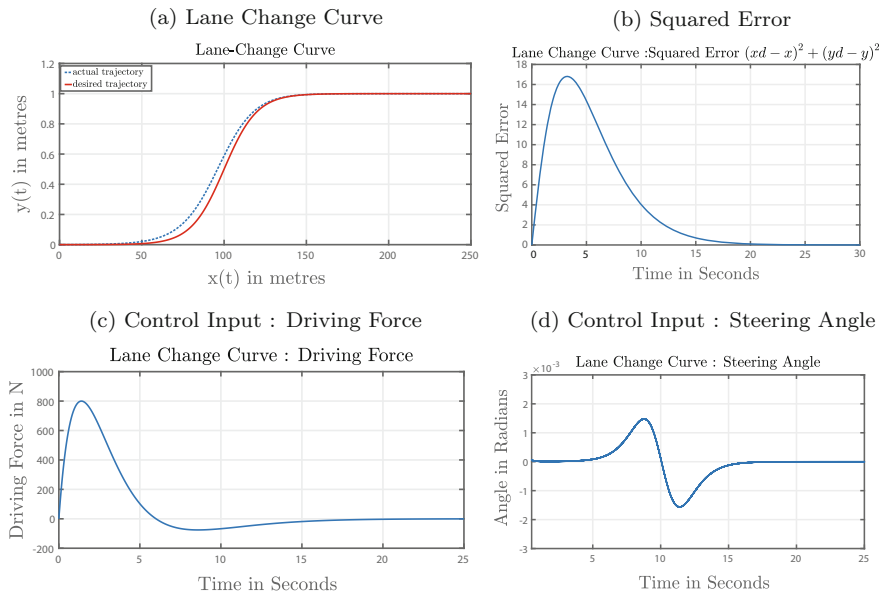 (a) Lane Change Curve
Lane-Change Curve
actual trajectory
desired trajectory
1.2
1
0.8
0.6
0.4
0.2
0
y(t) in metres
0 50 100 150 200 250
x(t) in metres
(b) Squared Error
Lane Change Curve :Squared Error (xd − x)² + (yd − y)²
18
16
14
12
10
8
6
4
2
0
Squared Error
0 5 10 15 20 25 30
Time in Seconds
(c) Control Input : Driving Force
Lane Change Curve : Driving Force
1000
800
600
400
200
0
-200
Driving Force in N
0 5 10 15 20 25
Time in Seconds
(d) Control Input : Steering Angle
Lane Change Curve : Steering Angle
×10⁻³
3
2
1
0
-1
-2
-3
Angle in Radians
5 10 15 20 25
Time in Seconds